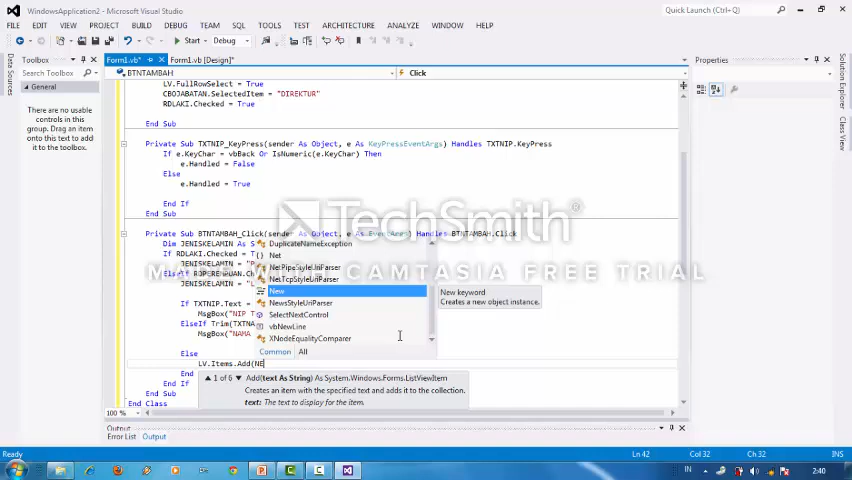 WindowsApplication2 - Microsoft Visual Studio
Quick Launch (Ctrl+Q)
FILE EDIT VIEW PROJECT BUILD DEBUG TEAM SQL TOOLS TEST ARCHITECTURE ANALYZE WINDOW HELP
Start Debug
Toolbox
Form1.vb* Form1.vb [Design]*
Properties
Search Toolbox
BTNTAMBAH Click
General
There are no usable
controls in this
group. Drag an item
onto this text to add
it to the toolbox.
Data Sources
Solution Explorer
Class View
LV.FullRowSelect = True
CBOJABATAN.SelectedItem = "DIREKTUR"
RDLAKI.Checked = True
End Sub
Private Sub TXTNIP_KeyPress(sender As Object, e As KeyPressEventArgs) Handles TXTNIP.KeyPress
If e.KeyChar = vbBack Or IsNumeric(e.KeyChar) Then
e.Handled = False
Else
e.Handled = True
End If
End Sub
TechSmith
MADE WITH CAMTASIA FREE TRIAL
Private Sub BTNTAMBAH_Click(sender As Object, e As EventArgs) Handles BTNTAMBAH.Click
Dim JENISKELAMIN As S
If RDLAKI.Checked = T
JENISKELAMIN = "
JENISKELAMIN = "L
If TXTNIP.Text =
MsgBox("NIP T
ElseIf Trim(TXTNA
MsgBox("NAMA
Else
LV.Items.Add(NE
End
End If
End Sub
End Class
DuplicateNameException
Net
NetPipeStyleUriParser
NetTcpStyleUriParser
New
NewsStyleUriParser
SelectNextControl
vbNewLine
XNodeEqualityComparer
Common All
New keyword
Creates a new object instance.
1 of 6 Add(text As String) As System.Windows.Forms.ListViewItem
Creates an item with the specified text and adds it to the collection.
text: The text to display for the item.
100 %
Output
Error List Output
Ready Ln 42 Col 32 Ch 32 INS
IN 2:40